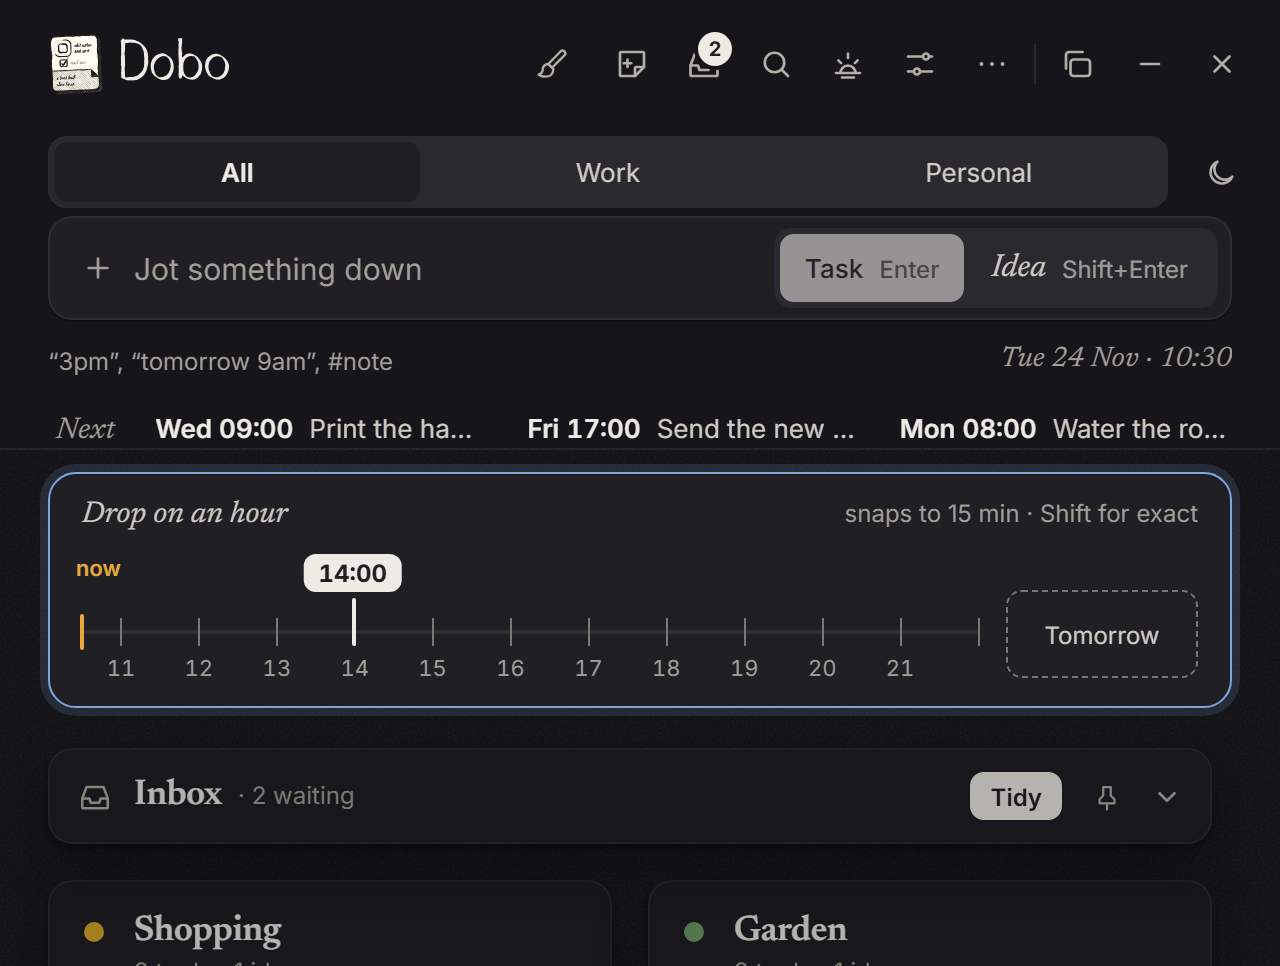 Dobo
2
All
Work
Personal
Jot something down
Task Enter
Idea Shift+Enter
“3pm”, “tomorrow 9am”, #note
Tue 24 Nov · 10:30
Next
Wed 09:00 Print the ha...
Fri 17:00 Send the new ...
Mon 08:00 Water the ro...
Drop on an hour
snaps to 15 min · Shift for exact
now
14:00
11 12 13 14 15 16 17 18 19 20 21
Tomorrow
Inbox · 2 waiting
Tidy
Shopping
Garden